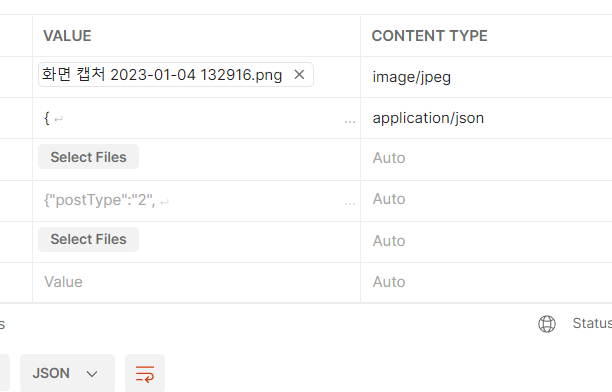 VALUE CONTENT TYPE
화면 캡처 2023-01-04 132916.png × image/jpeg
{ ↵ ... application/json
Select Files Auto
{"postType":"2", ↵ ... Auto
Select Files Auto
Value Auto
s Status
JSON